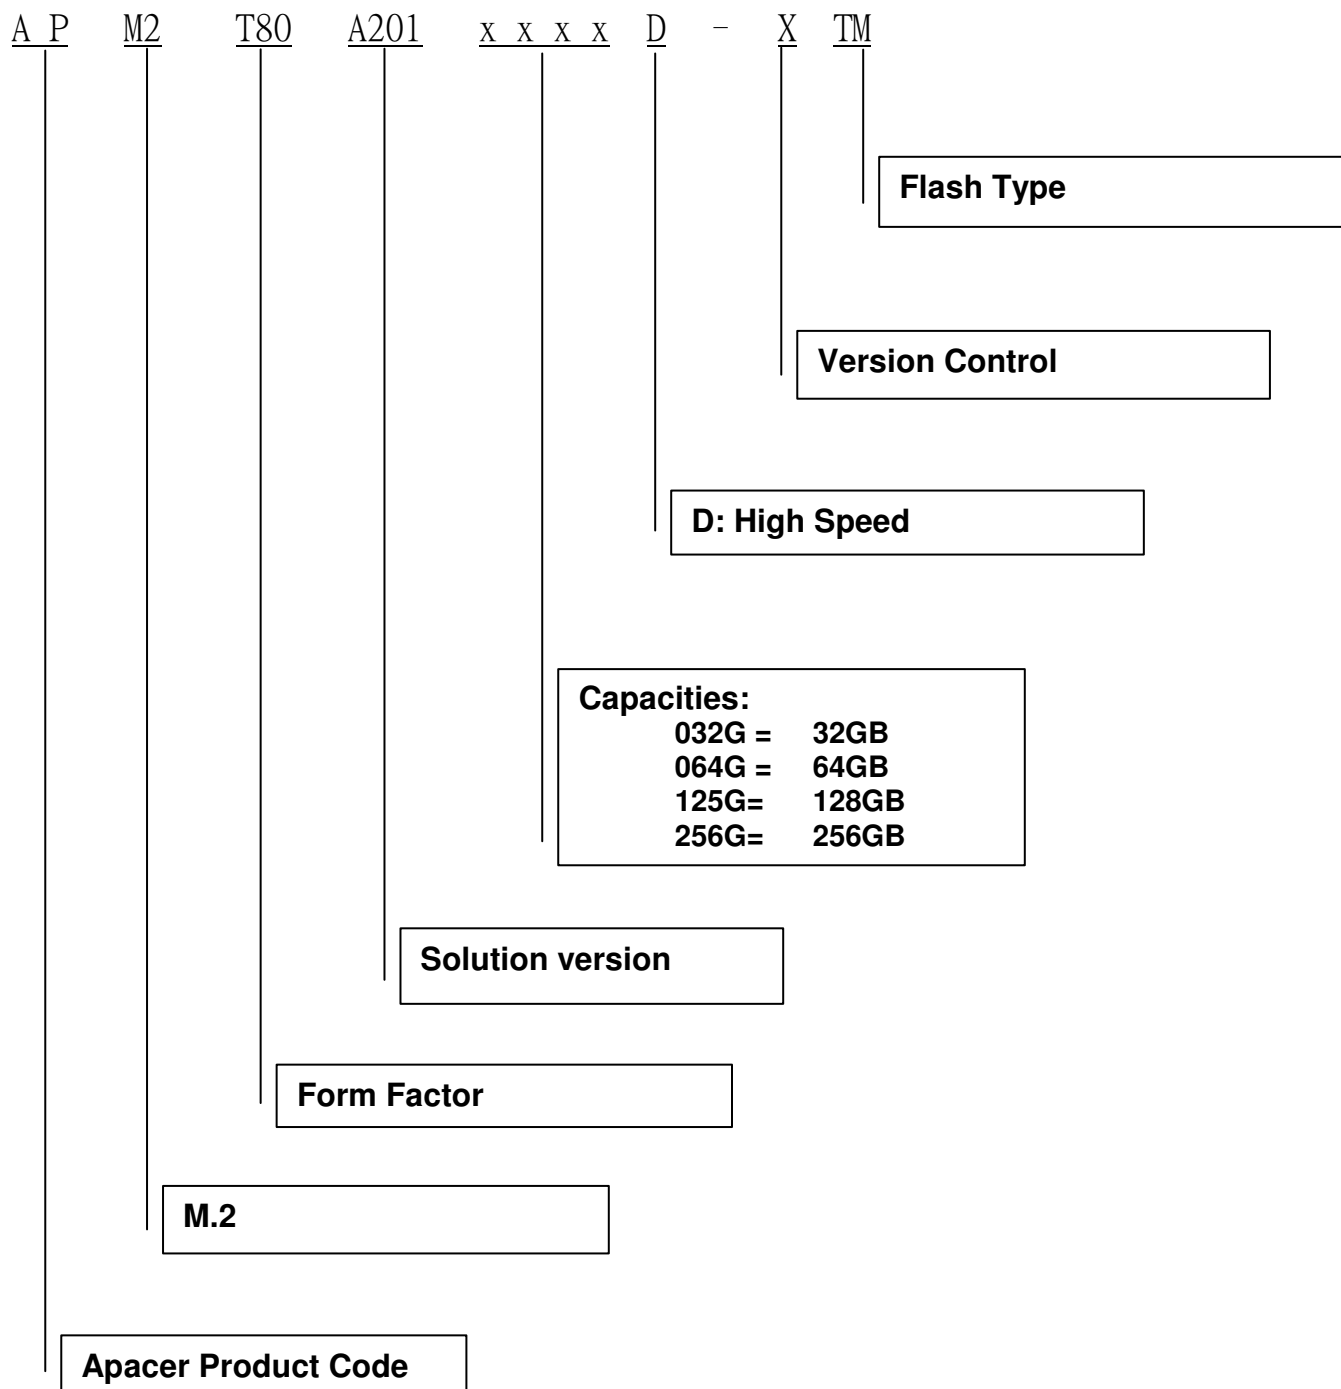 A P M2 T80 A201 x x x x D - X TM
Flash Type
Version Control
D: High Speed
Capacities:
032G = 32GB
064G = 64GB
125G= 128GB
256G= 256GB
Solution version
Form Factor
M.2
Apacer Product Code